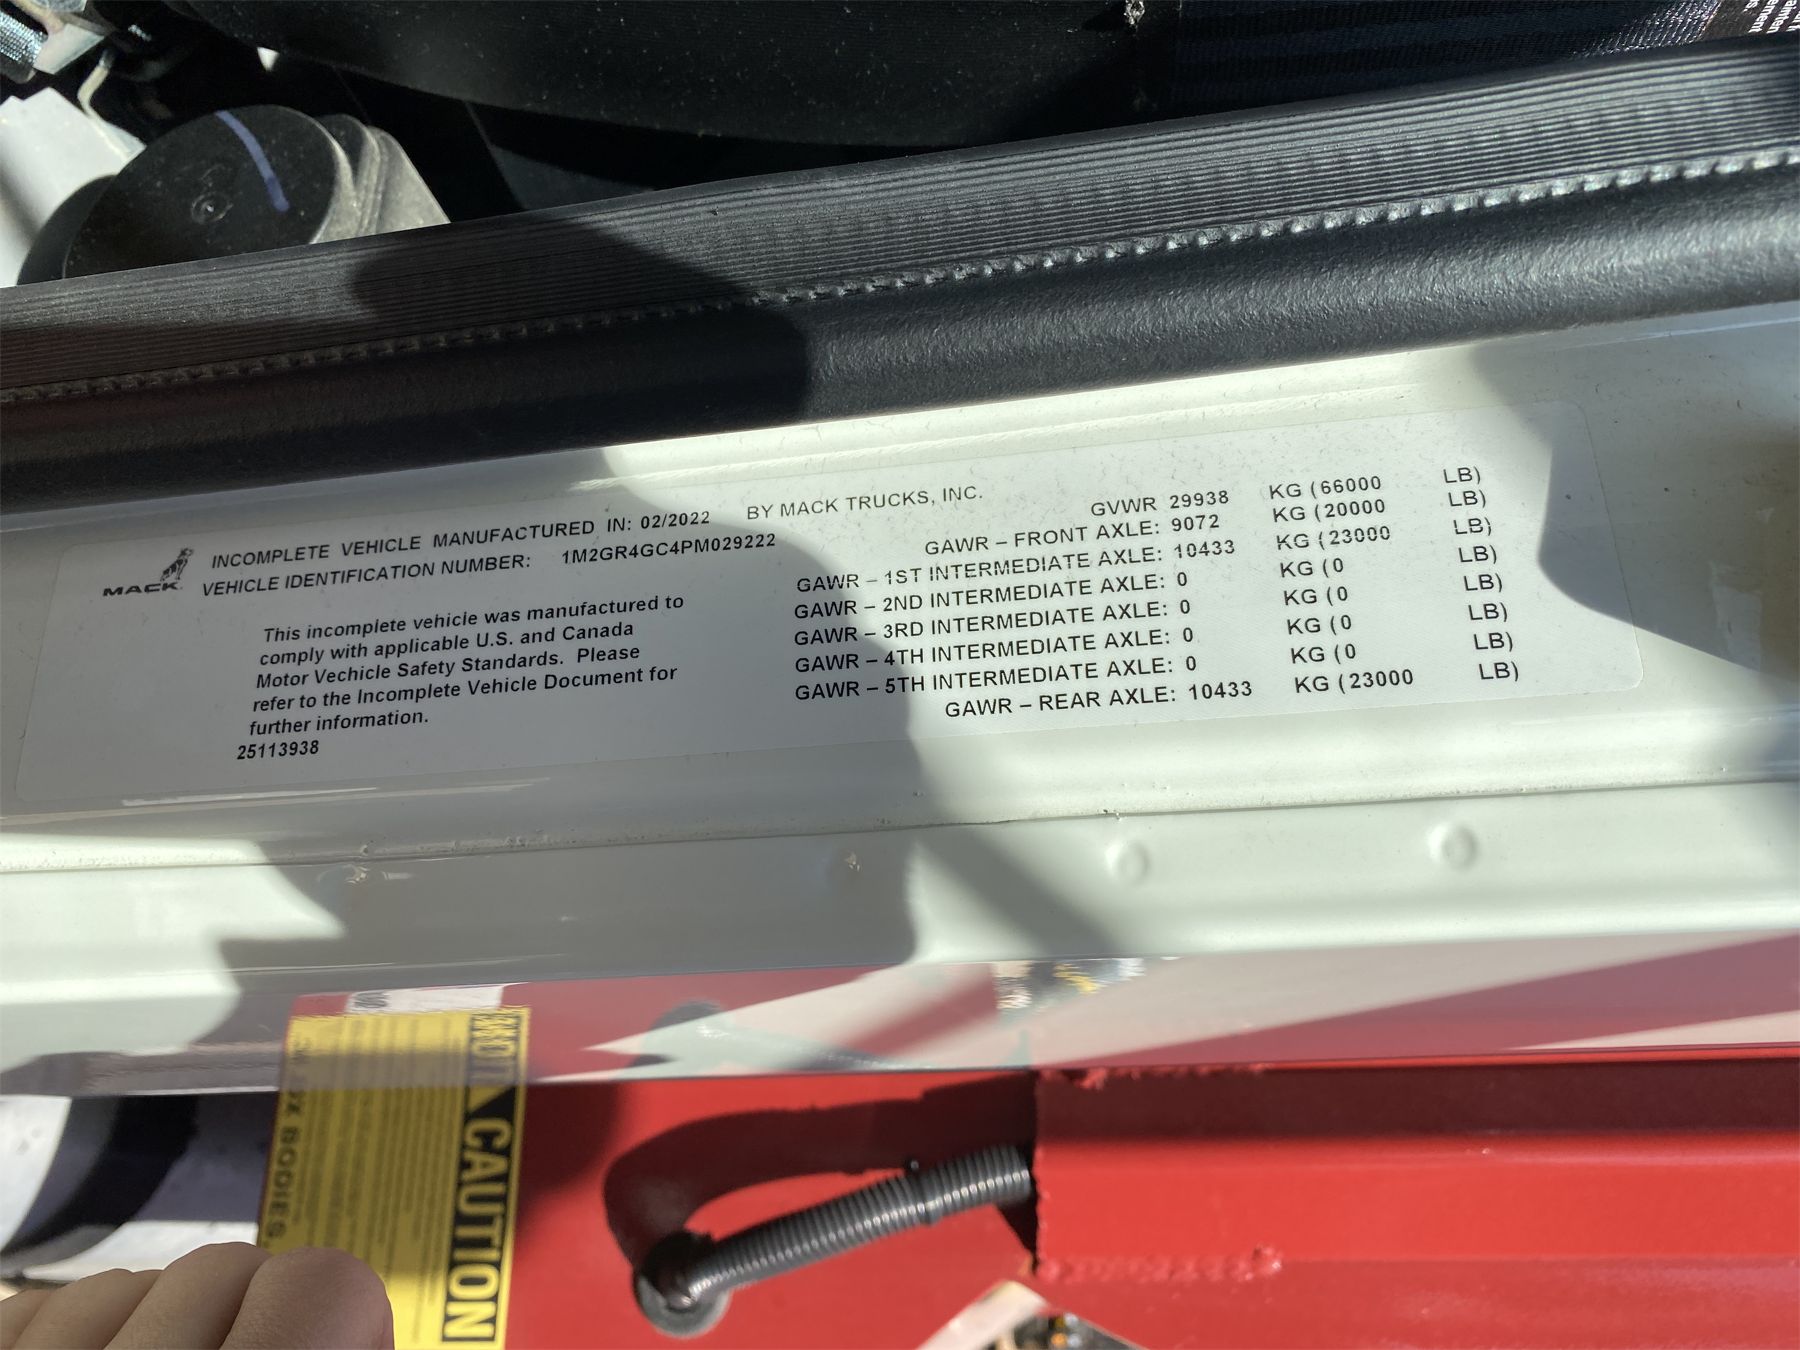 MACK
INCOMPLETE VEHICLE MANUFACTURED IN: 02/2022 BY MACK TRUCKS, INC.
VEHICLE IDENTIFICATION NUMBER: 1M2GR4GC4PM029222
This incomplete vehicle was manufactured to
comply with applicable U.S. and Canada
Motor Vechicle Safety Standards. Please
refer to the Incomplete Vehicle Document for
further information.
25113938
GVWR 29938 KG (66000 LB)
GAWR – FRONT AXLE: 9072 KG (20000 LB)
GAWR – 1ST INTERMEDIATE AXLE: 10433 KG (23000 LB)
GAWR – 2ND INTERMEDIATE AXLE: 0 KG (0 LB)
GAWR – 3RD INTERMEDIATE AXLE: 0 KG (0 LB)
GAWR – 4TH INTERMEDIATE AXLE: 0 KG (0 LB)
GAWR – 5TH INTERMEDIATE AXLE: 0 KG (0 LB)
GAWR – REAR AXLE: 10433 KG (23000 LB)
CAUTION
BODIES